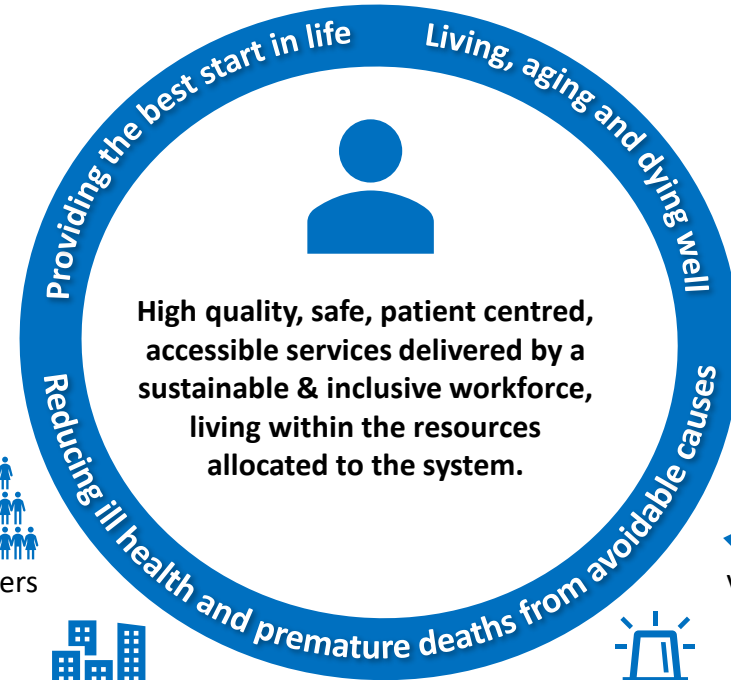 Providing the best start in life
Living, aging and dying well
High quality, safe, patient centred,
accessible services delivered by a
sustainable & inclusive workforce,
living within the resources
allocated to the system.
Reducing ill health and premature deaths from avoidable causes